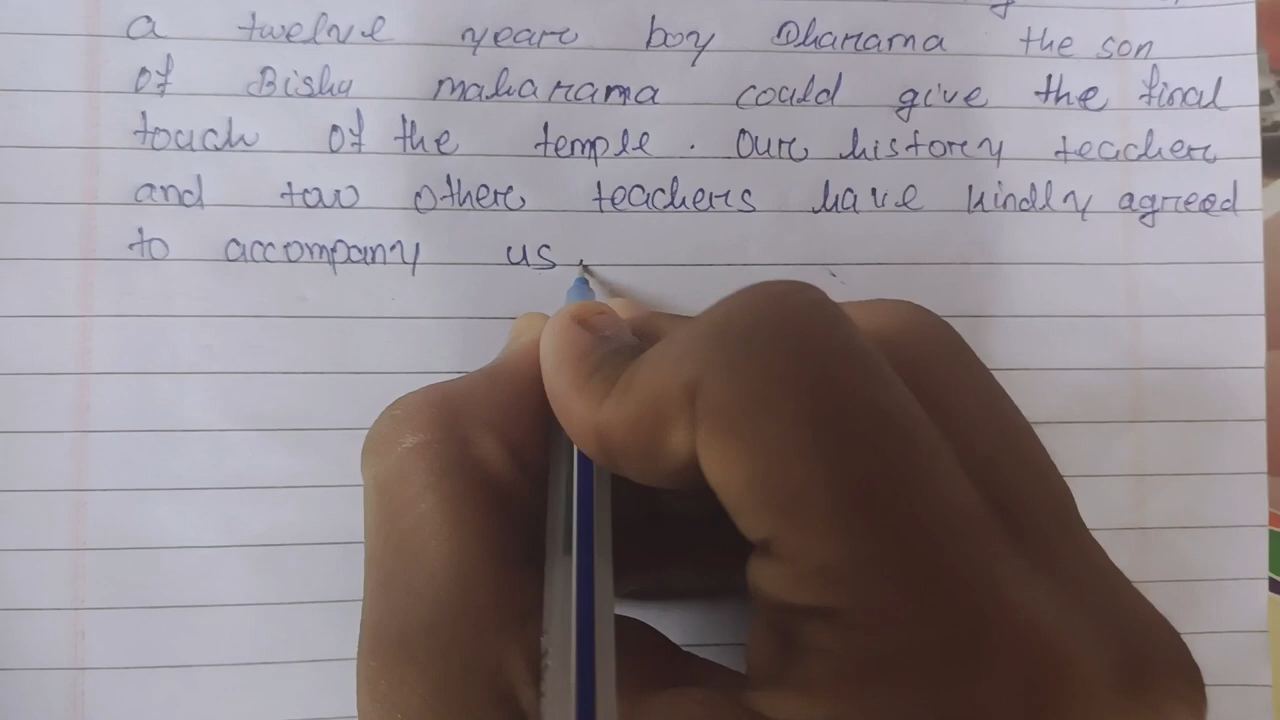 a twelve years boy Dharama the son
of Bishu maharama could give the final
touch of the temple. Our history teacher
and two other teachers have kindly agreed
to accompany us.